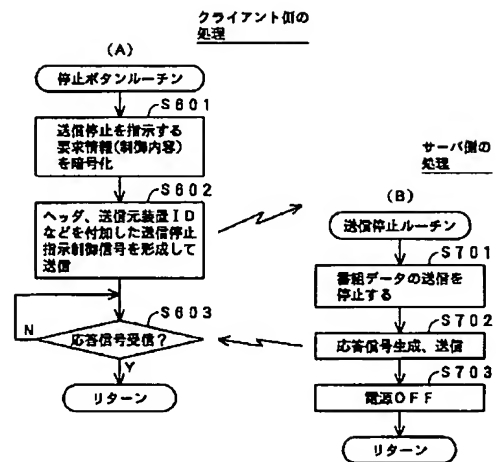 クライアント側の
処理
(A)
停止ボタンルーチン
S601
送信停止を指示する
要求情報(制御内容)
を暗号化
S602
ヘッダ、送信元装置ID
などを付加した送信停止
指示制御信号を形成して
送信
S603
N
応答信号受信?
Y
リターン
サーバ側の
処理
(B)
送信停止ルーチン
S701
番組データの送信を
停止する
S702
応答信号生成、送信
S703
電源OFF
リターン